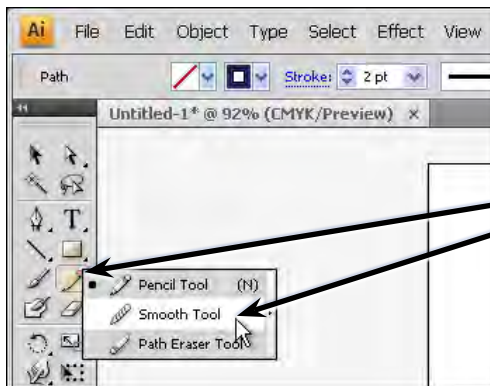 Ai File Edit Object Type Select Effect View
Path Stroke: 2 pt
Untitled-1* @ 92% (CMYK/Preview) ×
T
Pencil Tool (N)
Smooth Tool
Path Eraser Tool